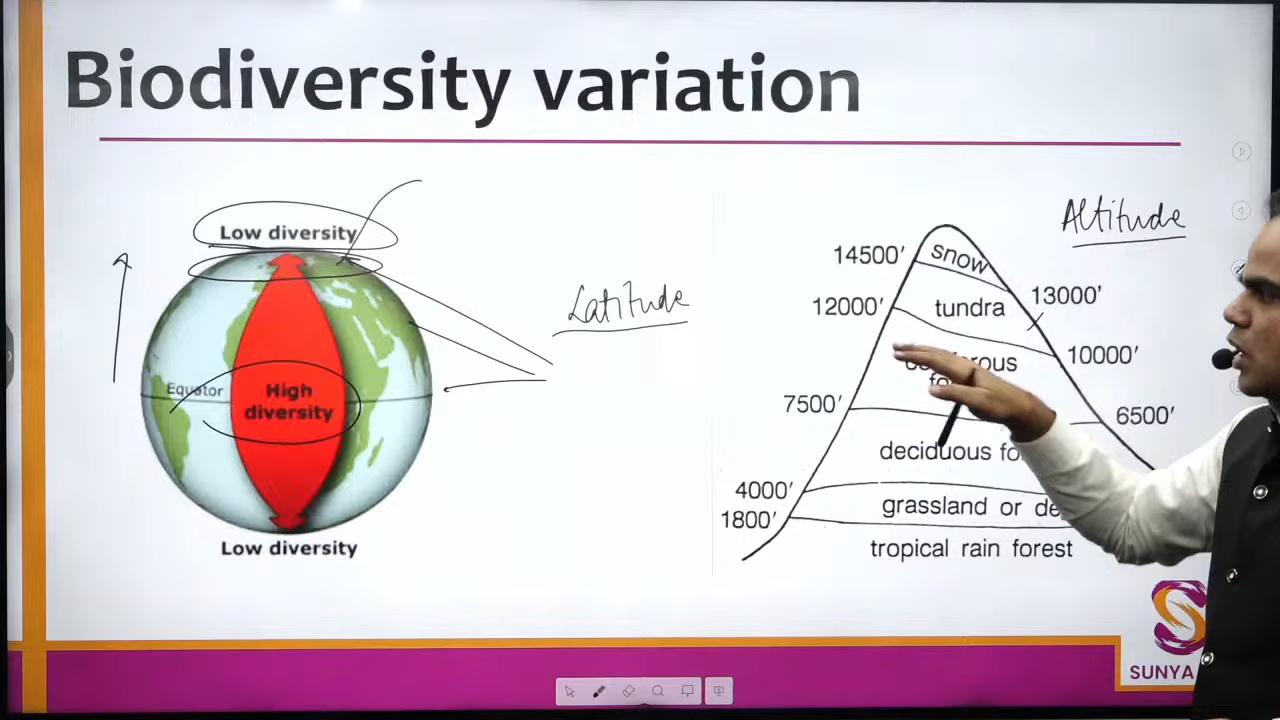 Biodiversity variation
Low diversity
Equator
High
diversity
Low diversity
Latitude
Altitude
14500'
snow
12000'
tundra
13000'
10000'
7500'
6500'
deciduous fo
4000'
grassland or de
1800'
tropical rain forest
SUNYA